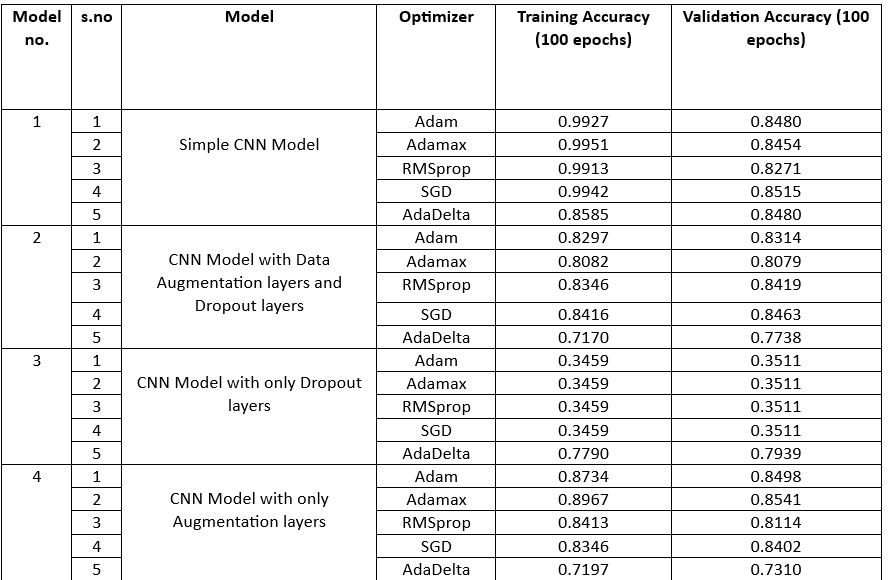 Model no. s.no Model Optimizer Training Accuracy (100 epochs) Validation Accuracy (100 epochs)
1 1 Simple CNN Model Adam 0.9927 0.8480
2 Adamax 0.9951 0.8454
3 RMSprop 0.9913 0.8271
4 SGD 0.9942 0.8515
5 AdaDelta 0.8585 0.8480
2 1 CNN Model with Data Augmentation layers and Dropout layers Adam 0.8297 0.8314
2 Adamax 0.8082 0.8079
3 RMSprop 0.8346 0.8419
4 SGD 0.8416 0.8463
5 AdaDelta 0.7170 0.7738
3 1 CNN Model with only Dropout layers Adam 0.3459 0.3511
2 Adamax 0.3459 0.3511
3 RMSprop 0.3459 0.3511
4 SGD 0.3459 0.3511
5 AdaDelta 0.7790 0.7939
4 1 CNN Model with only Augmentation layers Adam 0.8734 0.8498
2 Adamax 0.8967 0.8541
3 RMSprop 0.8413 0.8114
4 SGD 0.8346 0.8402
5 AdaDelta 0.7197 0.7310